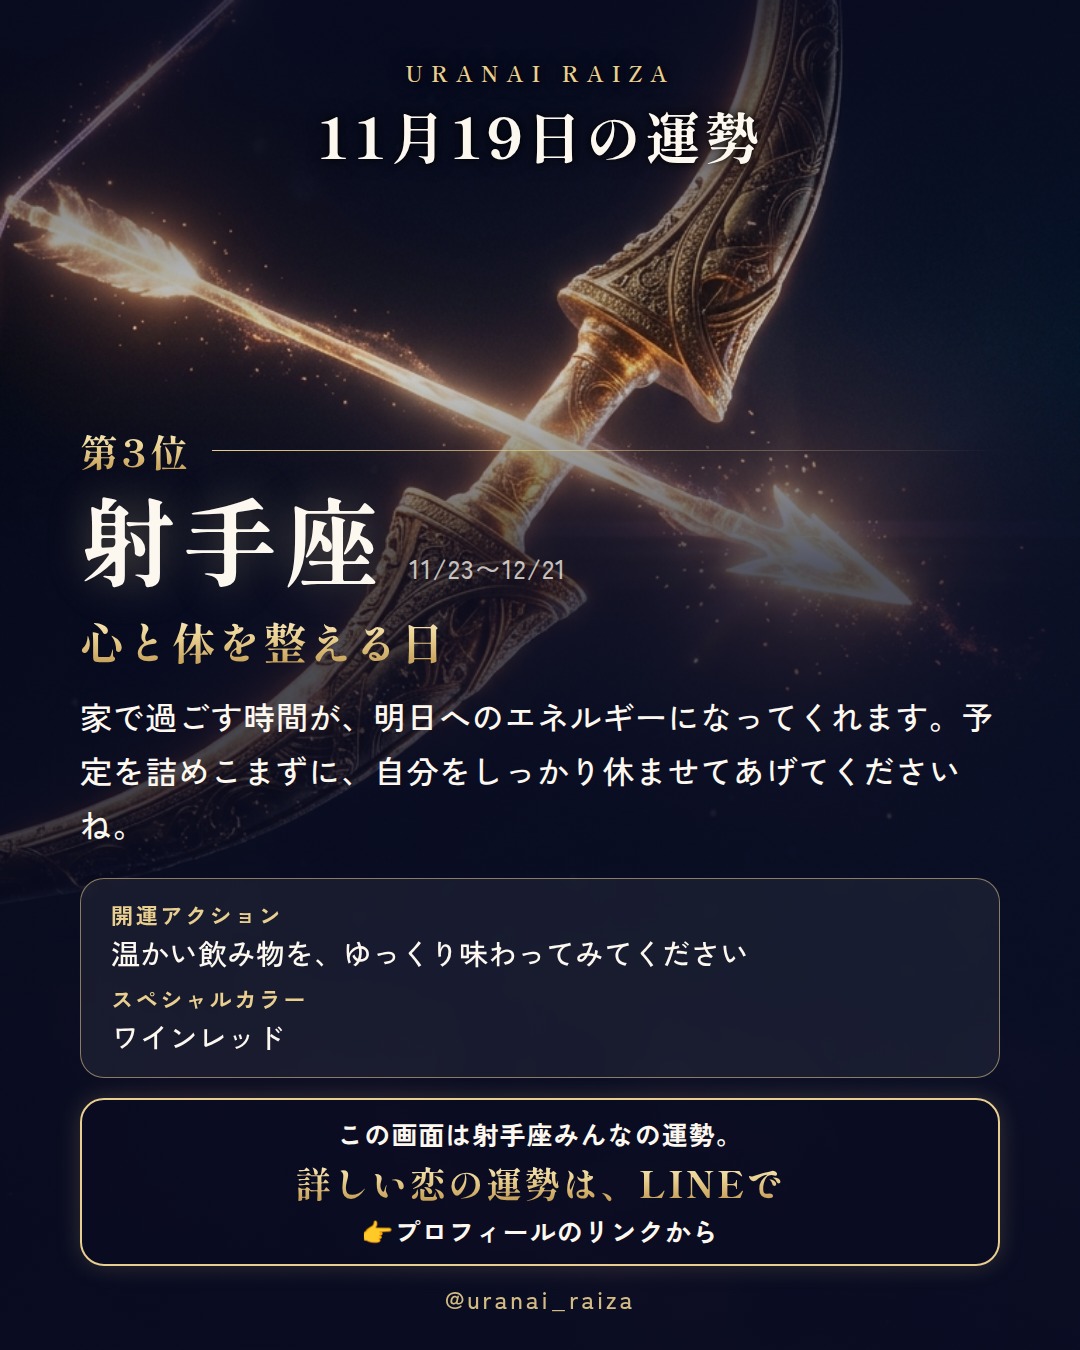 URANAI RAIZA
11月19日の運勢
第3位
射手座 11/23〜12/21
心と体を整える日
家で過ごす時間が、明日へのエネルギーになってくれます。予
定を詰めこまずに、自分をしっかり休ませてあげてください
ね。
開運アクション
温かい飲み物を、ゆっくり味わってみてください
スペシャルカラー
ワインレッド
この画面は射手座みんなの運勢。
詳しい恋の運勢は、LINEで
👉プロフィールのリンクから
@uranai_raiza